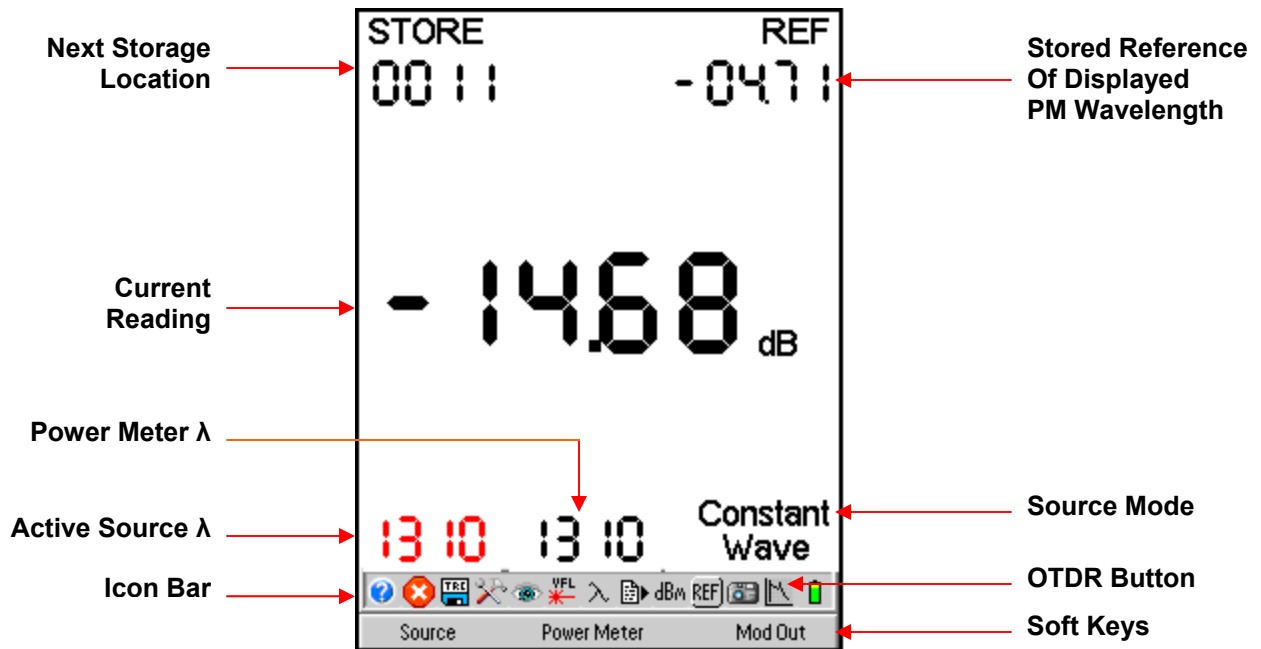 Next Storage
Location
STORE
REF
0011
-04.71
Stored Reference
Of Displayed
PM Wavelength
Current
Reading
-14.68
dB
Power Meter λ
Active Source λ
1310
1310
Constant
Wave
Source Mode
Icon Bar
? TRC VFL λ dBm REF
OTDR Button
Source
Power Meter
Mod Out
Soft Keys